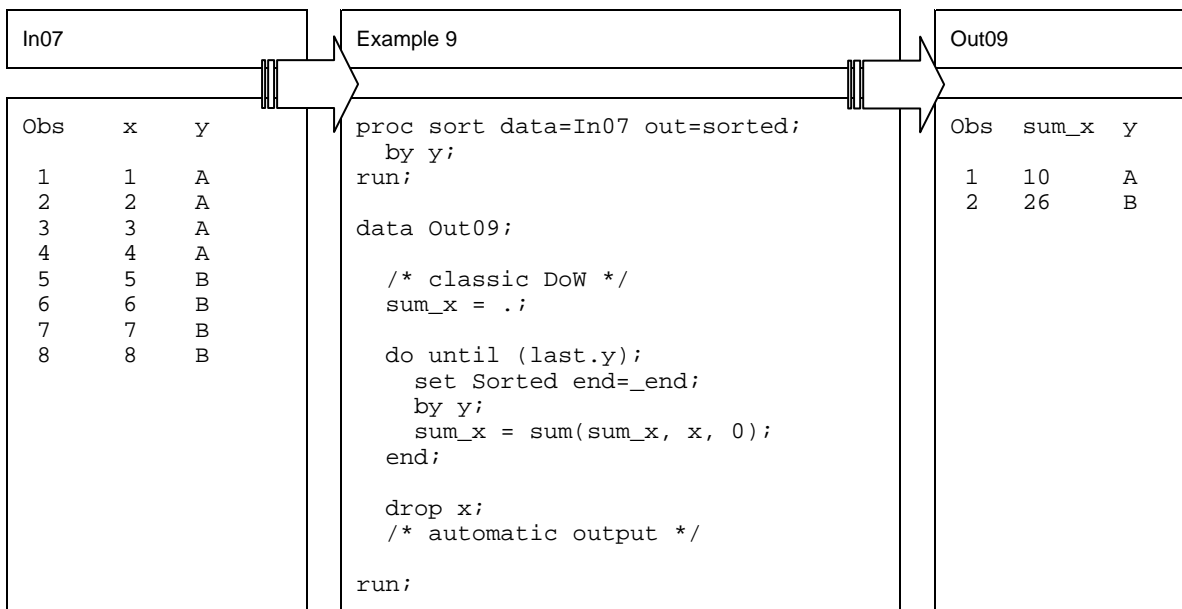 In07
Obs x y
1 1 A
2 2 A
3 3 A
4 4 A
5 5 B
6 6 B
7 7 B
8 8 B
Example 9
proc sort data=In07 out=sorted;
by y;
run;
data Out09;
/* classic DoW */
sum_x = .;
do until (last.y);
set Sorted end=_end;
by y;
sum_x = sum(sum_x, x, 0);
end;
drop x;
/* automatic output */
run;
Out09
Obs sum_x y
1 10 A
2 26 B